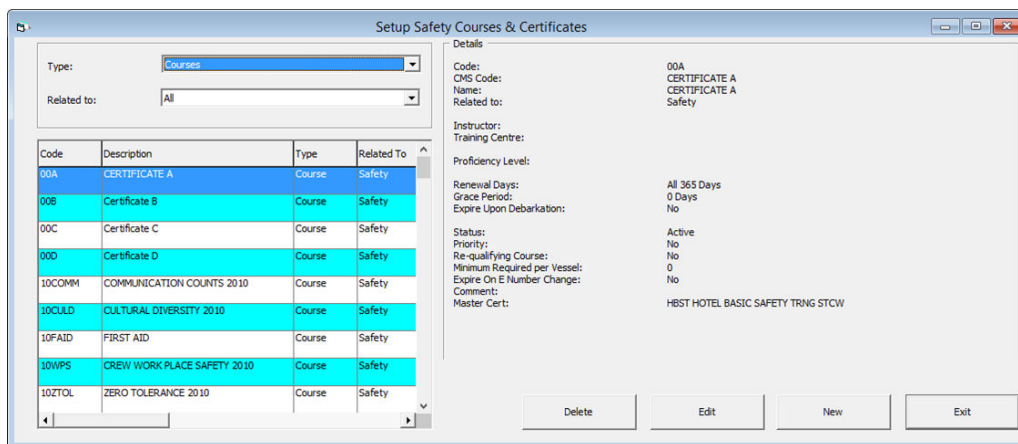 Setup Safety Courses & Certificates
Type: Courses
Related to: All
Code Description Type Related To
00A CERTIFICATE A Course Safety
00B Certificate B Course Safety
00C Certificate C Course Safety
00D Certificate D Course Safety
10COMM COMMUNICATION COUNTS 2010 Course Safety
10CULD CULTURAL DIVERSITY 2010 Course Safety
10FAID FIRST AID Course Safety
10WPS CREW WORK PLACE SAFETY 2010 Course Safety
10ZTOL ZERO TOLERANCE 2010 Course Safety
Details
Code: 00A
CMS Code: CERTIFICATE A
Name: CERTIFICATE A
Related to: Safety
Instructor:
Training Centre:
Proficiency Level:
Renewal Days: All 365 Days
Grace Period: 0 Days
Expire Upon Debarkation: No
Status: Active
Priority: No
Re-qualifying Course: No
Minimum Required per Vessel: 0
Expire On E Number Change: No
Comment:
Master Cert: HBST HOTEL BASIC SAFETY TRNG STCW
Delete Edit New Exit